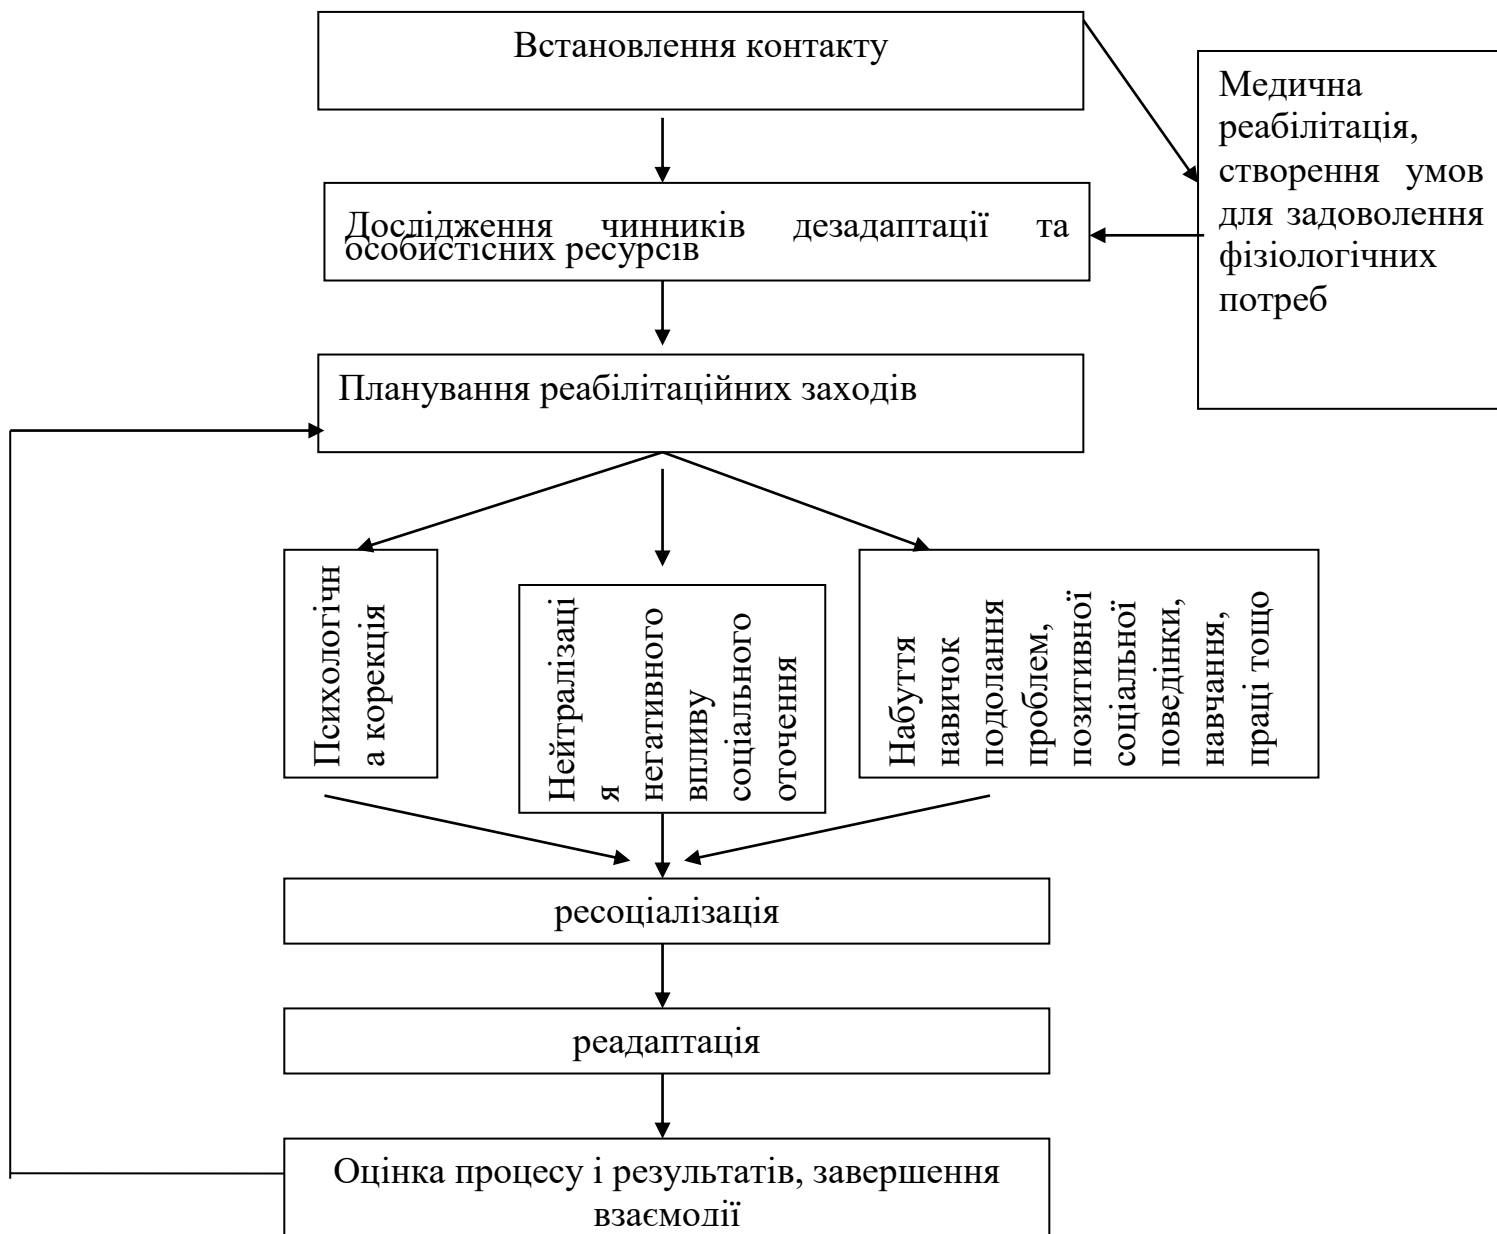 Встановлення контакту
Медична
реабілітація,
створення умов
для задоволення
фізіологічних
потреб
Дослідження чинників дезадаптації та
особистісних ресурсів
Планування реабілітаційних заходів
Психологічн
а корекція
Нейтралізаці
я
негативного
впливу
соціального
оточення
Набуття
навичок
подолання
проблем,
позитивної
соціальної
поведінки,
навчання,
праці тощо
ресоціалізація
реадаптація
Оцінка процесу і результатів, завершення
взаємодії